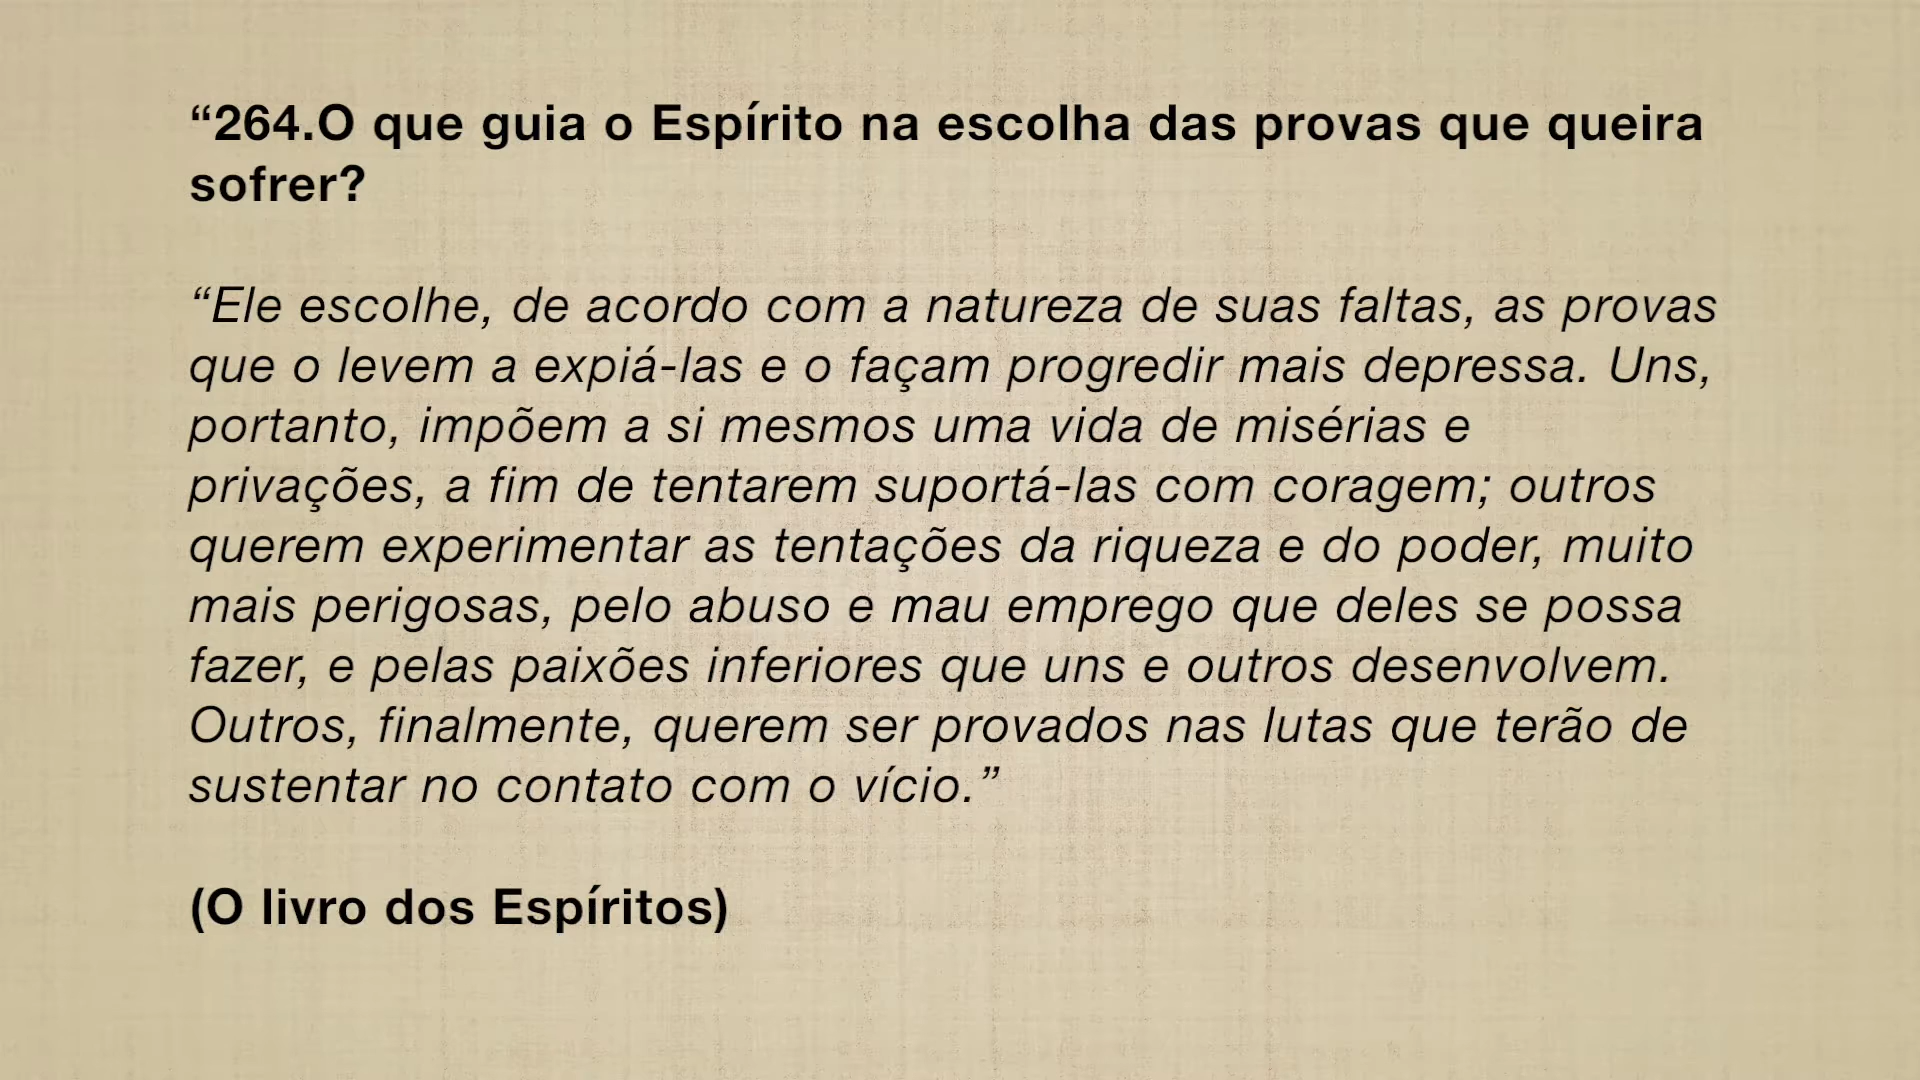 “264.O que guia o Espírito na escolha das provas que queira
sofrer?
“Ele escolhe, de acordo com a natureza de suas faltas, as provas
que o levem a expiá-las e o façam progredir mais depressa. Uns,
portanto, impõem a si mesmos uma vida de misérias e
privações, a fim de tentarem suportá-las com coragem; outros
querem experimentar as tentações da riqueza e do poder, muito
mais perigosas, pelo abuso e mau emprego que deles se possa
fazer, e pelas paixões inferiores que uns e outros desenvolvem.
Outros, finalmente, querem ser provados nas lutas que terão de
sustentar no contato com o vício.”
(O livro dos Espíritos)